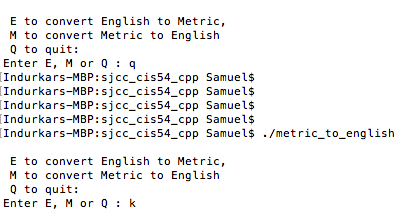 E to convert English to Metric,
M to convert Metric to English
Q to quit:
Enter E, M or Q : q
[Indurkars-MBP:sjcc_cis54_cpp Samuel$
[Indurkars-MBP:sjcc_cis54_cpp Samuel$
[Indurkars-MBP:sjcc_cis54_cpp Samuel$
[Indurkars-MBP:sjcc_cis54_cpp Samuel$
[Indurkars-MBP:sjcc_cis54_cpp Samuel$ ./metric_to_english
E to convert English to Metric,
M to convert Metric to English
Q to quit:
Enter E, M or Q : k